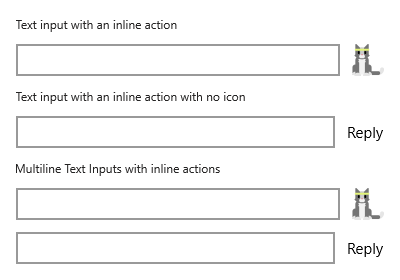 Text input with an inline action
Text input with an inline action with no icon
Reply
Multiline Text Inputs with inline actions
Reply